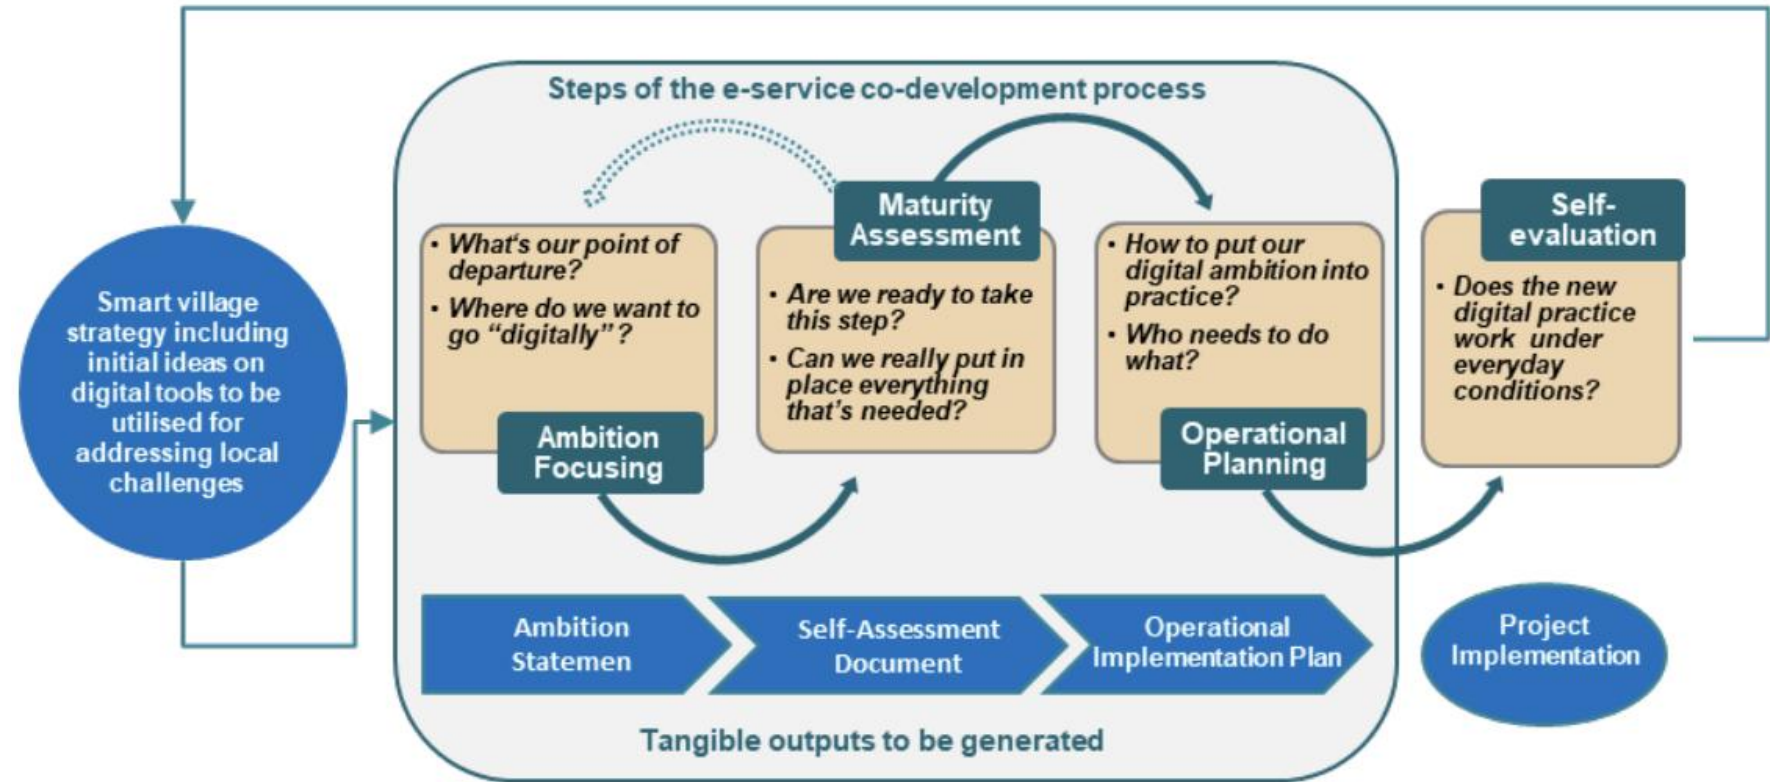 Steps of the e-service co-development process
Smart village
strategy including
initial ideas on
digital tools to be
utilised for
addressing local
challenges
• What's our point of
departure?
• Where do we want to
go “digitally”?
Ambition
Focusing
Maturity
Assessment
• Are we ready to take
this step?
• Can we really put in
place everything
that's needed?
• How to put our
digital ambition into
practice?
• Who needs to do
what?
Operational
Planning
Self-
evaluation
• Does the new
digital practice
work under
everyday
conditions?
Ambition
Statemen
Self-Assessment
Document
Operational
Implementation Plan
Project
Implementation
Tangible outputs to be generated